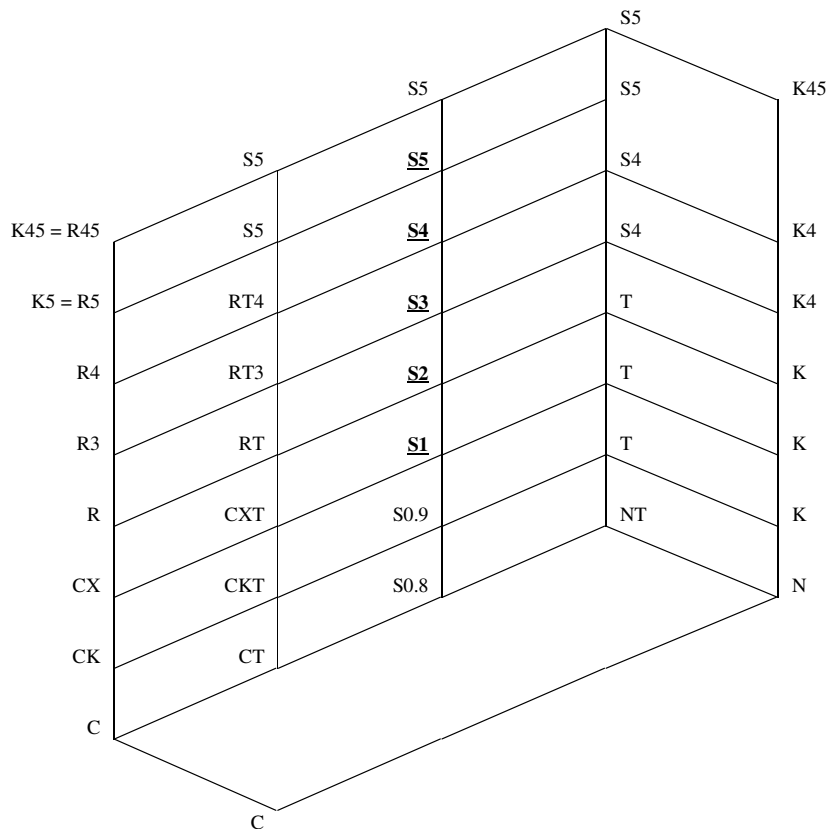 S5
S5 S5 K45
S5 S5 S4
K45 = R45 S5 S4 S4 K4
K5 = R5 RT4 S3 T K4
R4 RT3 S2 T K
R3 RT S1 T K
R CXT S0.9 NT K
CX CKT S0.8 N
CK CT
C
C